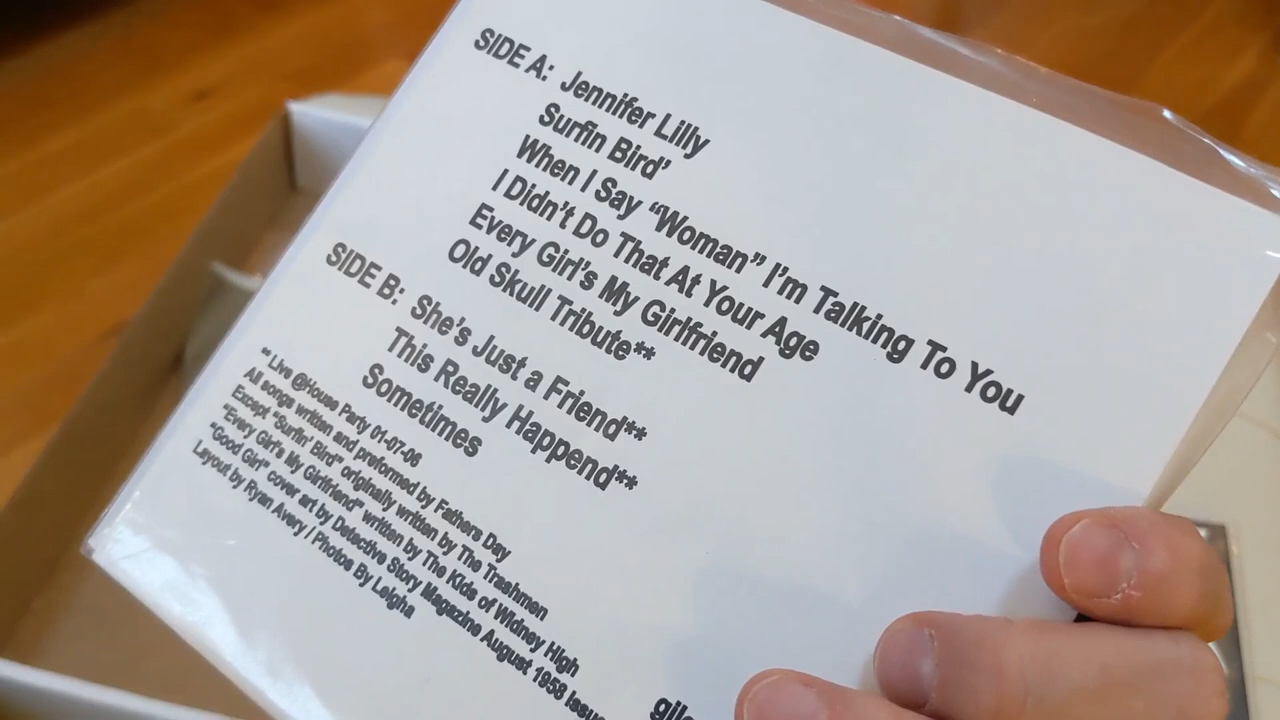 SIDE A: Jennifer Lilly
Surfin Bird'
When I Say “Woman” I'm Talking To You
I Didn't Do That At Your Age
Every Girl's My Girlfriend
Old Skull Tribute**
SIDE B: She's Just a Friend**
This Really Happend**
Sometimes
** Live @House Party 01-07-06
All songs written and preformed by Fathers Day
Except "Surfin' Bird" originally written by The Trashmen
"Every Girl's My Girlfriend" written by The Kids of Widney High
"Good Girl" cover art by Detective Story Magazine August 1958 Issue
Layout by Ryan Avery / Photos By Leigha